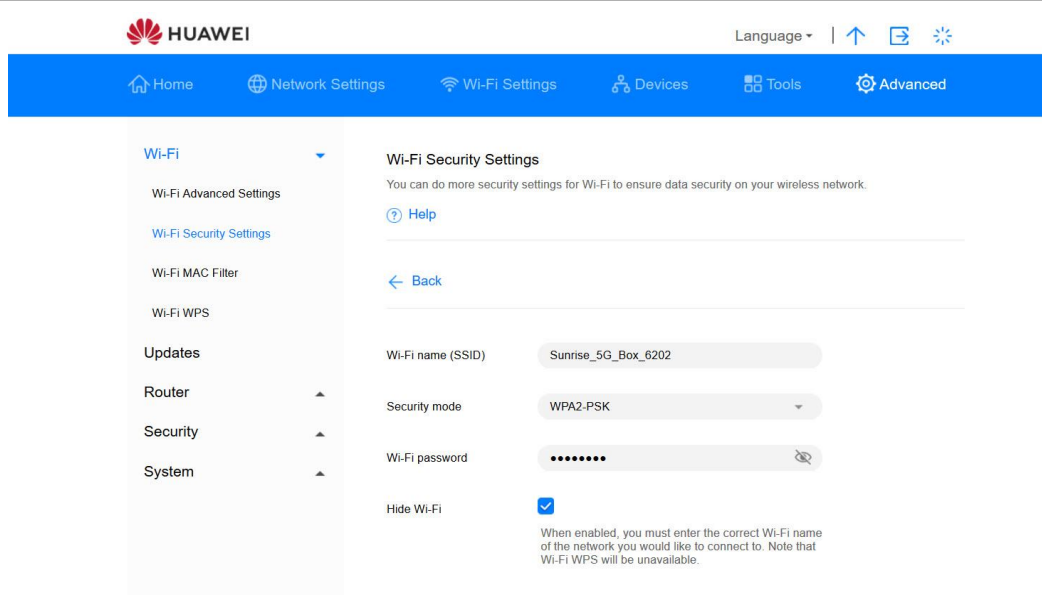 HUAWEI
Language
Home Network Settings Wi-Fi Settings Devices Tools Advanced
Wi-Fi
Wi-Fi Advanced Settings
Wi-Fi Security Settings
Wi-Fi MAC Filter
Wi-Fi WPS
Updates
Router
Security
System
Wi-Fi Security Settings
You can do more security settings for Wi-Fi to ensure data security on your wireless network.
? Help
Back
Wi-Fi name (SSID) Sunrise_5G_Box_6202
Security mode WPA2-PSK
Wi-Fi password ••••••••
Hide Wi-Fi
When enabled, you must enter the correct Wi-Fi name
of the network you would like to connect to. Note that
Wi-Fi WPS will be unavailable.